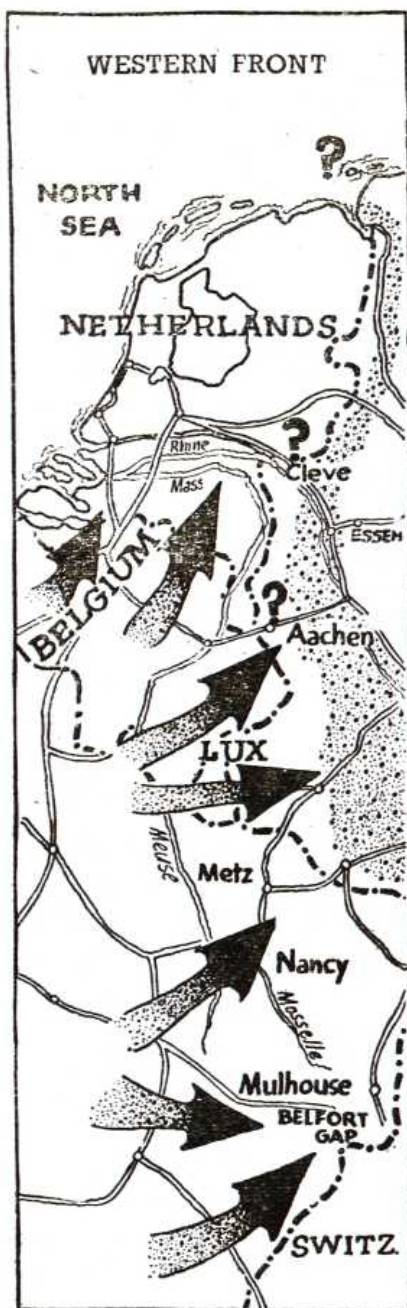 WESTERN FRONT
?
NORTH
SEA
NETHERLANDS
Rhine
?
Cleve
Mass
ESSEN
BELGIUM
?
Aachen
LUX
Meuse
Metz
Nancy
Masselle
Mulhouse
BELFORT
GAP
SWITZ.